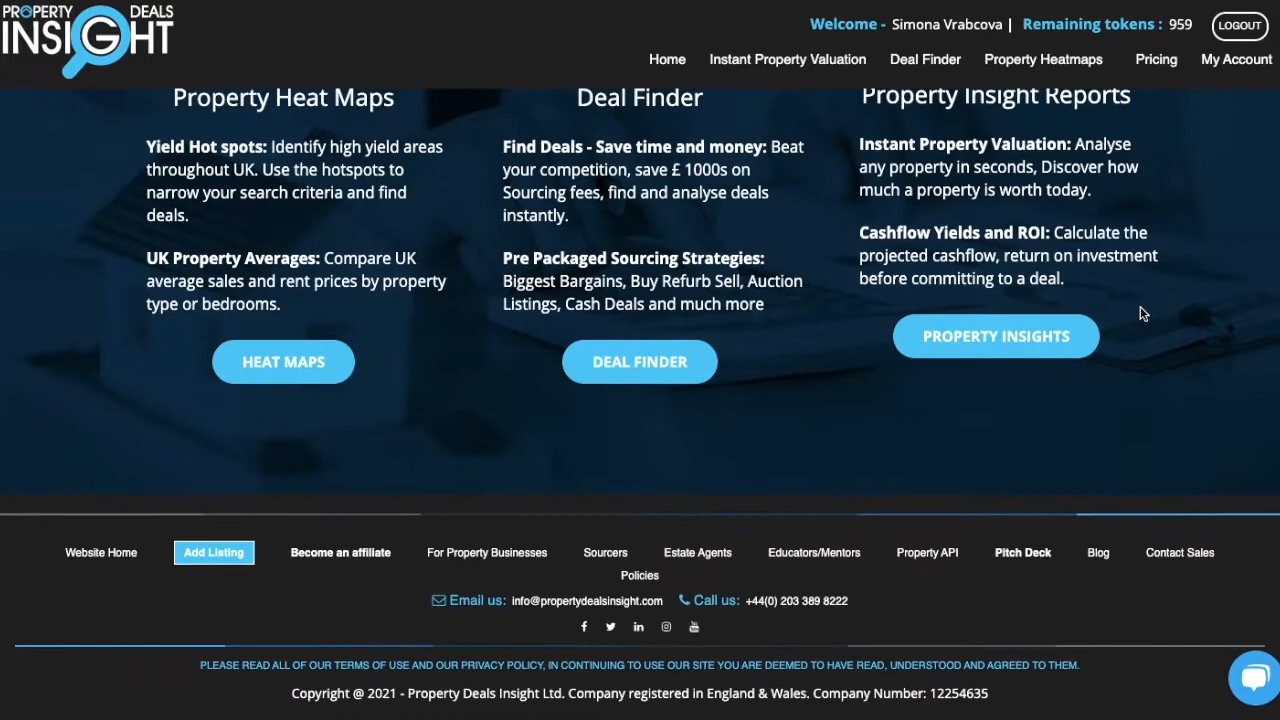 PROPERTY DEALS
INSIGHT
Welcome - Simona Vrabcova | Remaining tokens : 959 LOGOUT
Home Instant Property Valuation Deal Finder Property Heatmaps Pricing My Account
Property Heat Maps
Yield Hot spots: Identify high yield areas
throughout UK. Use the hotspots to
narrow your search criteria and find
deals.
UK Property Averages: Compare UK
average sales and rent prices by property
type or bedrooms.
HEAT MAPS
Deal Finder
Find Deals - Save time and money: Beat
your competition, save £ 1000s on
Sourcing fees, find and analyse deals
instantly.
Pre Packaged Sourcing Strategies:
Biggest Bargains, Buy Refurb Sell, Auction
Listings, Cash Deals and much more
DEAL FINDER
Property Insight Reports
Instant Property Valuation: Analyse
any property in seconds, Discover how
much a property is worth today.
Cashflow Yields and ROI: Calculate the
projected cashflow, return on investment
before committing to a deal.
PROPERTY INSIGHTS
Website Home Add Listing Become an affiliate For Property Businesses Sourcers Estate Agents Educators/Mentors Property API Pitch Deck Blog Contact Sales
Policies
Email us: info@propertydealsinsight.com Call us: +44(0) 203 389 8222
PLEASE READ ALL OF OUR TERMS OF USE AND OUR PRIVACY POLICY, IN CONTINUING TO USE OUR SITE YOU ARE DEEMED TO HAVE READ, UNDERSTOOD AND AGREED TO THEM.
Copyright @ 2021 - Property Deals Insight Ltd. Company registered in England & Wales. Company Number: 12254635